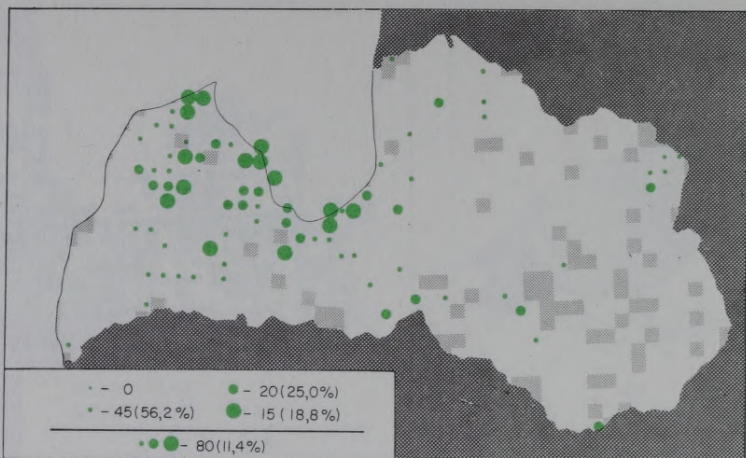 - 0
- 20 (25,0%)
- 45 (56,2%)
- 15 (18,8%)
- 80 (11,4%)